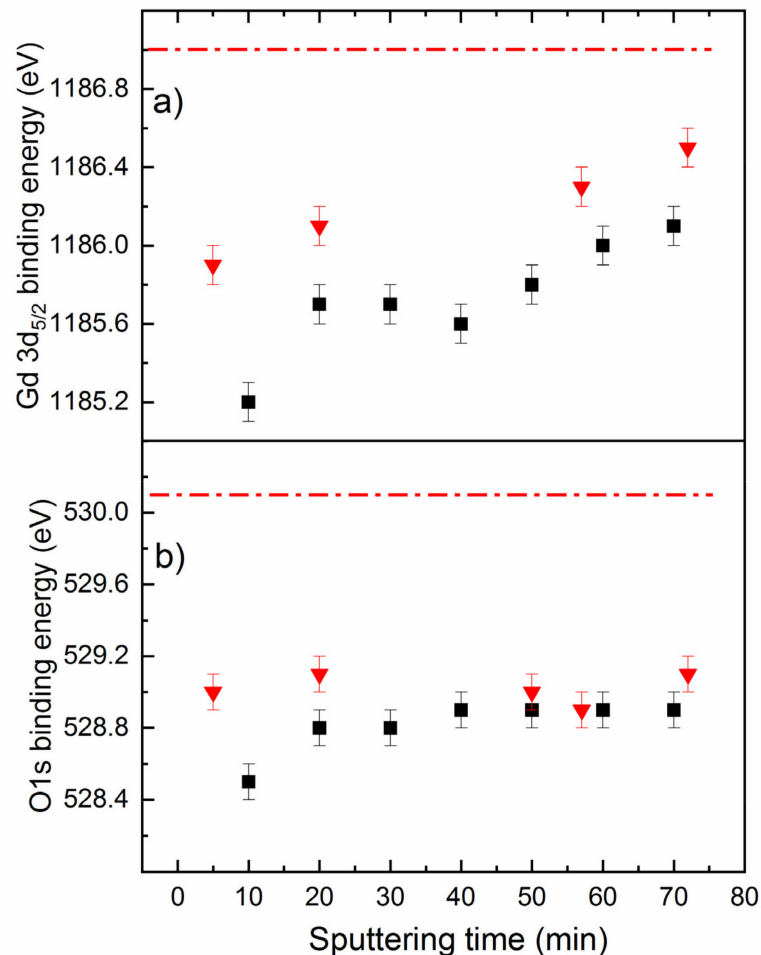 a)
1186.8
1186.4
1186.0
1185.6
1185.2
Gd 3d5/2 binding energy (eV)
b)
530.0
529.6
529.2
528.8
528.4
O1s binding energy (eV)
0 10 20 30 40 50 60 70 80
Sputtering time (min)